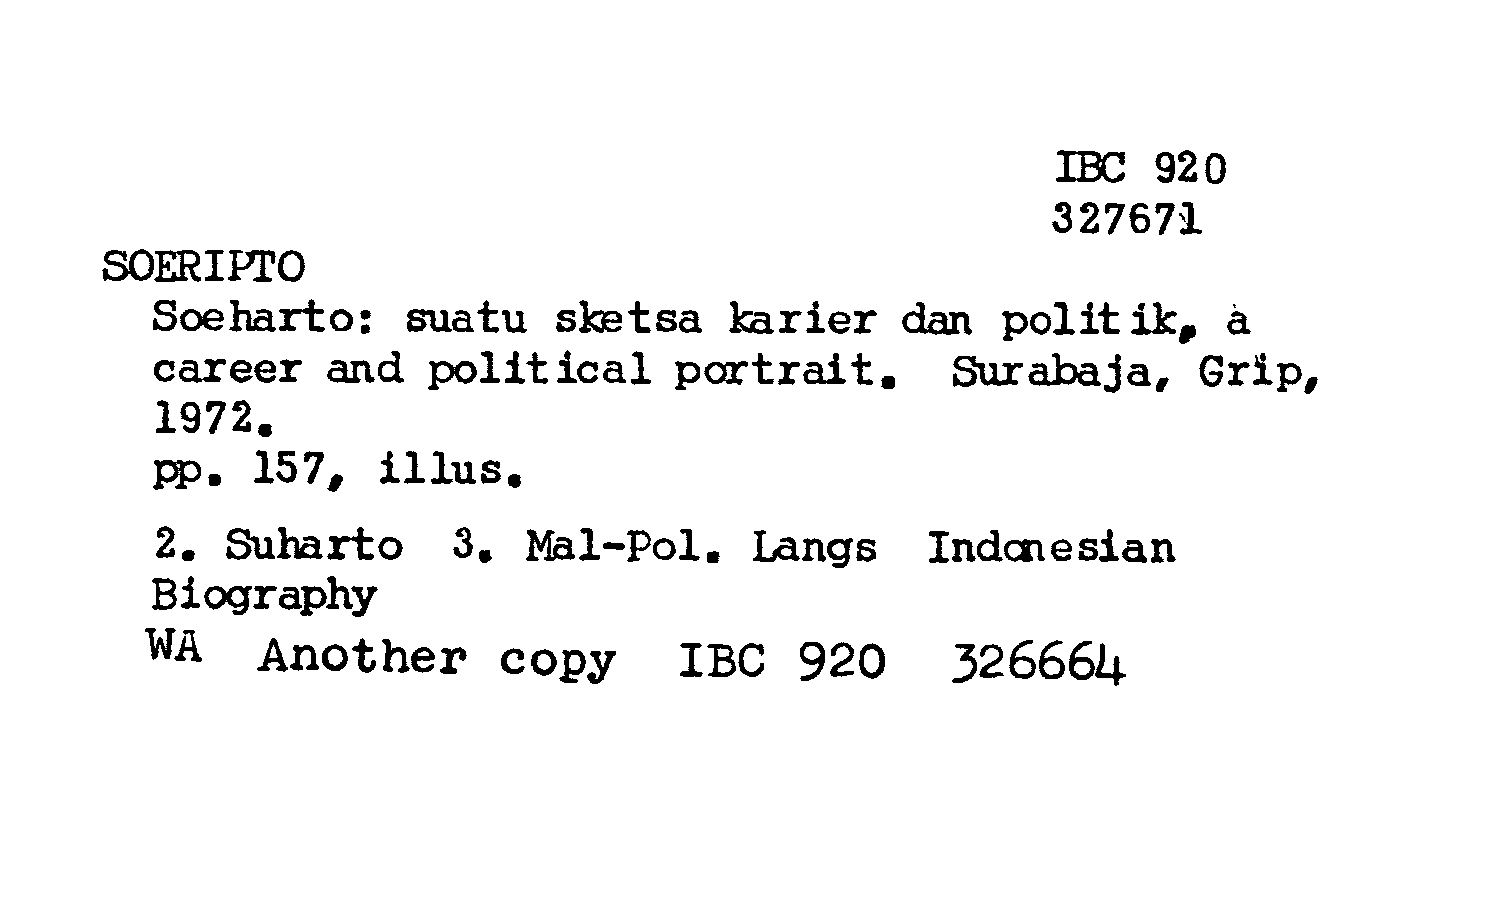 IBC 920
327671
SOERIPTO
Soeharto: suatu sketsa karier dan politik, a
career and political portrait. Surabaja, Grip,
1972.
pp. 157, illus.
2. Suharto 3. Mal-Pol. Langs Indonesian
Biography
WA Another copy IBC 920 326664